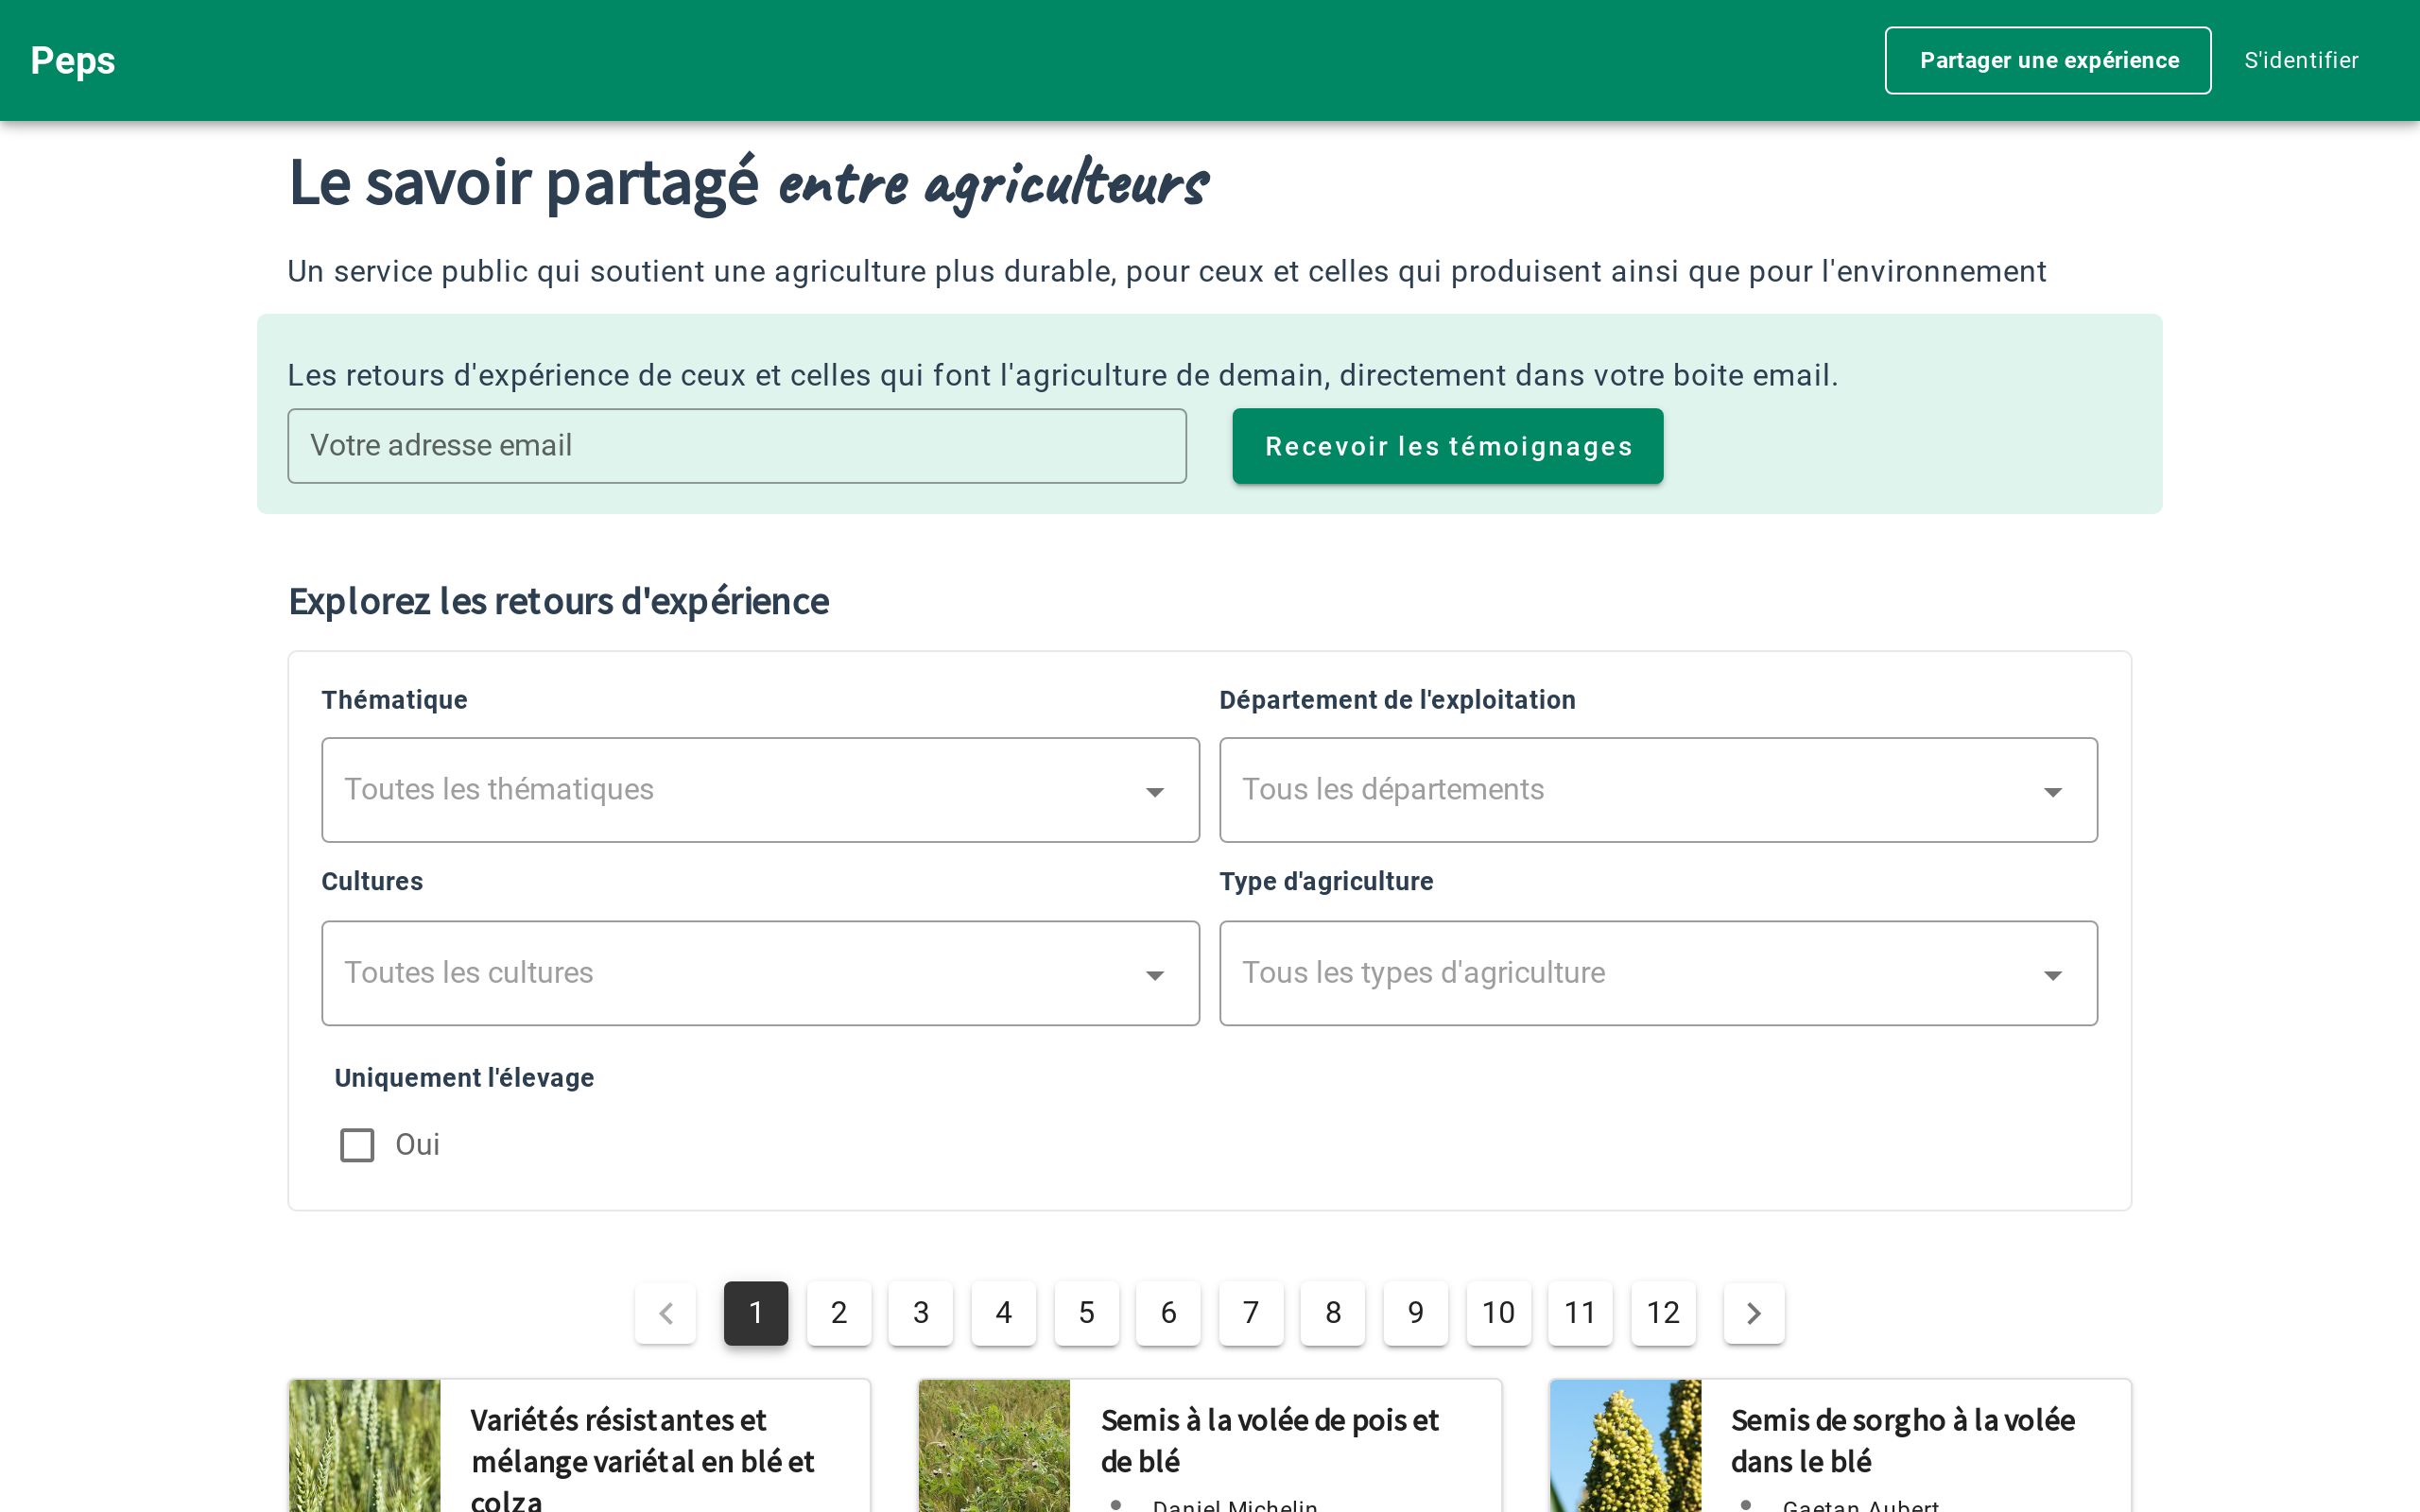 Peps
Partager une expérience
S'identifier
Le savoir partagé entre agriculteurs
Un service public qui soutient une agriculture plus durable, pour ceux et celles qui produisent ainsi que pour l'environnement
Les retours d'expérience de ceux et celles qui font l'agriculture de demain, directement dans votre boite email.
Votre adresse email
Recevoir les témoignages
Explorez les retours d'expérience
Thématique
Toutes les thématiques
Département de l'exploitation
Tous les départements
Cultures
Toutes les cultures
Type d'agriculture
Tous les types d'agriculture
Uniquement l'élevage
Oui
1 2 3 4 5 6 7 8 9 10 11 12
Variétés résistantes et
mélange variétal en blé et
colza
Semis à la volée de pois et
de blé
Daniel Michelin
Semis de sorgho à la volée
dans le blé
Gaetan Aubert